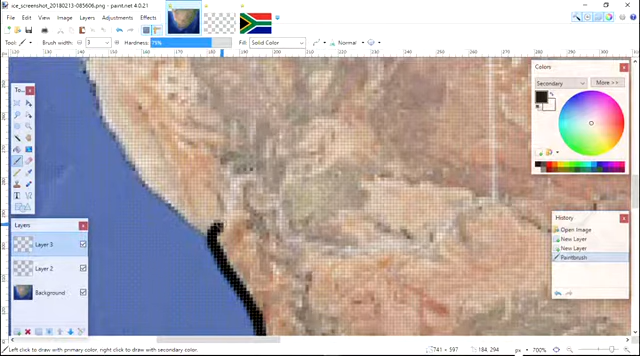 ice_screenshot_20180213-085606.png - paint.net 4.0.21
File Edit View Image Layers Adjustments Effects
Tool: Brush width: 3 Hardness: 75% Fill: Solid Color Normal
To...
Colors
Secondary More >>
Layers
Layer 3
Layer 2
Background
History
Open Image
New Layer
New Layer
Paintbrush
Left click to draw with primary color, right click to draw with secondary color.
741 × 597
184, 294
px
700%